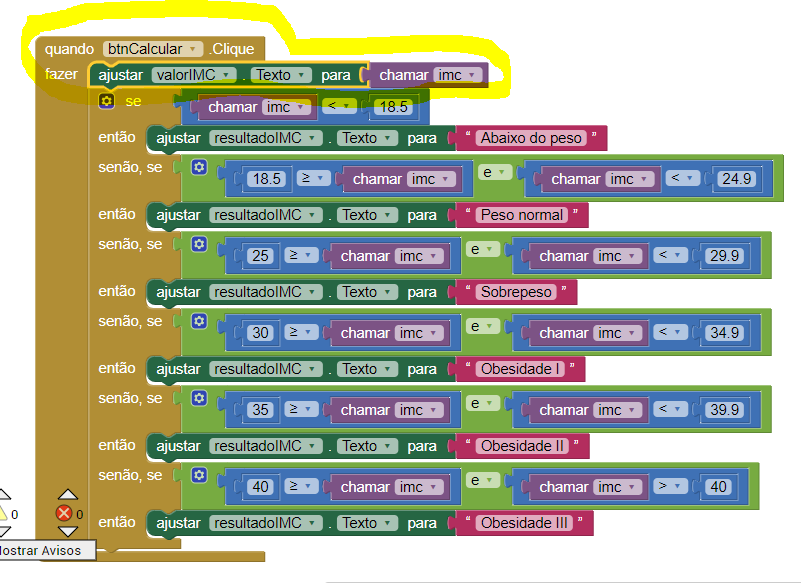 quando btnCalcular .Clique
fazer ajustar valorIMC . Texto para chamar imc
se chamar imc < 18.5
então ajustar resultadoIMC . Texto para “ Abaixo do peso ”
senão, se 18.5 ≥ chamar imc e chamar imc < 24.9
então ajustar resultadoIMC . Texto para “ Peso normal ”
senão, se 25 ≥ chamar imc e chamar imc < 29.9
então ajustar resultadoIMC . Texto para “ Sobrepeso ”
senão, se 30 ≥ chamar imc e chamar imc < 34.9
então ajustar resultadoIMC . Texto para “ Obesidade I ”
senão, se 35 ≥ chamar imc e chamar imc < 39.9
então ajustar resultadoIMC . Texto para “ Obesidade II ”
senão, se 40 ≥ chamar imc e chamar imc > 40
então ajustar resultadoIMC . Texto para “ Obesidade III ”
0 0
lostrar Avisos